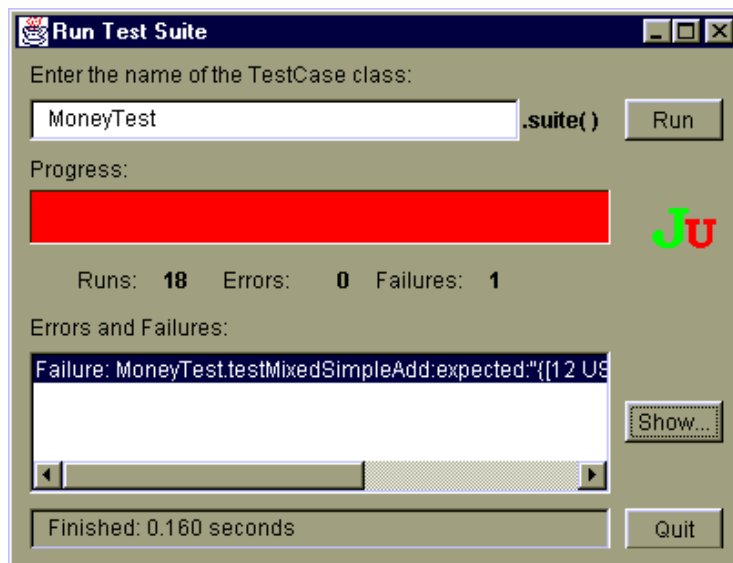 Run Test Suite
Enter the name of the TestCase class:
MoneyTest .suite( ) Run
Progress:
JU
Runs: 18 Errors: 0 Failures: 1
Errors and Failures:
Failure: MoneyTest.testMixedSimpleAdd:expected:"{[12 US
Show...
Finished: 0.160 seconds Quit